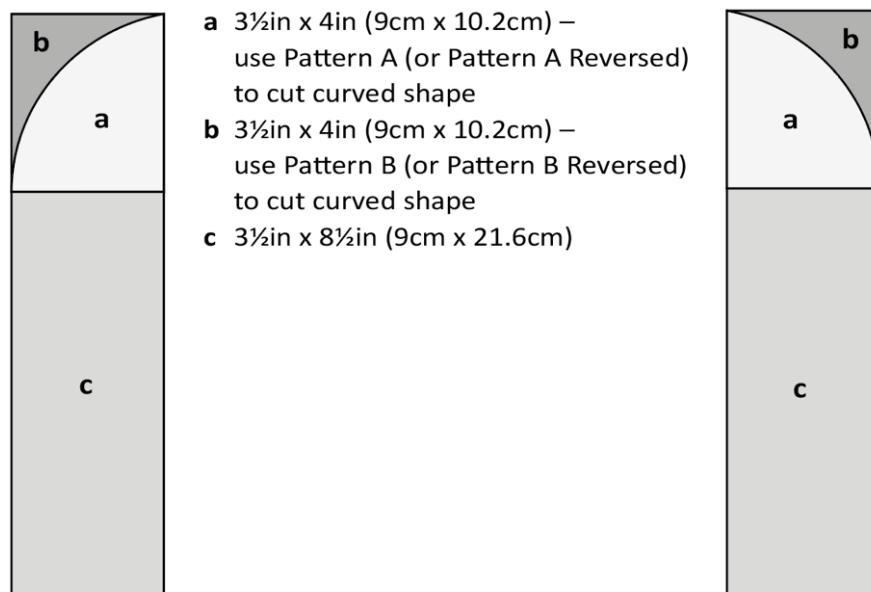 b
a
c
a 3½in x 4in (9cm x 10.2cm) –
use Pattern A (or Pattern A Reversed)
to cut curved shape
b 3½in x 4in (9cm x 10.2cm) –
use Pattern B (or Pattern B Reversed)
to cut curved shape
c 3½in x 8½in (9cm x 21.6cm)
b
a
c